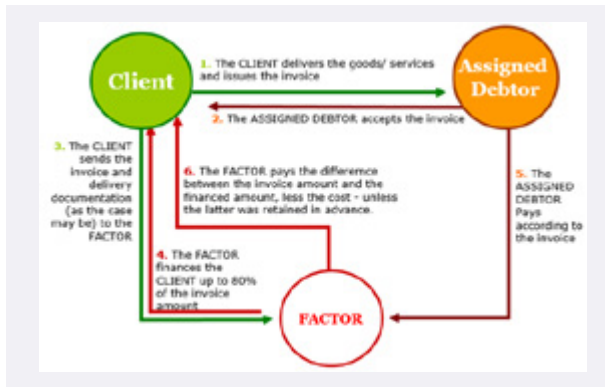 Client
Assigned
Debtor
1. The CLIENT delivers the goods/ services
and issues the invoice
2. The ASSIGNED DEBTOR accepts the invoice
3. The CLIENT
sends the
invoice and
delivery
documentation
(as the case
may be) to the
FACTOR
6. The FACTOR pays the difference
between the invoice amount and the
financed amount, less the cost - unless
the latter was retained in advance.
5. The
ASSIGNED
DEBTOR
Pays
according to
the invoice
4. The FACTOR
finances the
CLIENT up to 80%
of the invoice
amount
FACTOR